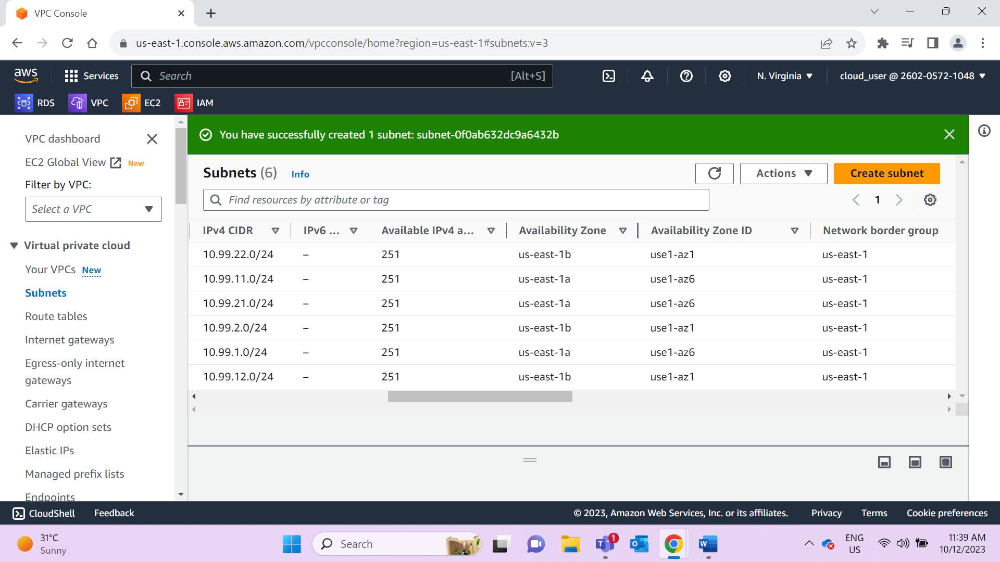 VPC Console
us-east-1.console.aws.amazon.com/vpcconsole/home?region=us-east-1#subnets:v=3
aws
Services
Search
[Alt+S]
N. Virginia
cloud_user @ 2602-0572-1048
RDS
VPC
EC2
IAM
VPC dashboard
EC2 Global View
New
Filter by VPC:
Select a VPC
Virtual private cloud
Your VPCs New
Subnets
Route tables
Internet gateways
Egress-only internet
gateways
Carrier gateways
DHCP option sets
Elastic IPs
Managed prefix lists
Endpoints
You have successfully created 1 subnet: subnet-0f0ab632dc9a6432b
Subnets (6) Info
Actions
Create subnet
Find resources by attribute or tag
1
IPv4 CIDR IPv6 ... Available IPv4 a... Availability Zone Availability Zone ID Network border group
10.99.22.0/24 – 251 us-east-1b use1-az1 us-east-1
10.99.11.0/24 – 251 us-east-1a use1-az6 us-east-1
10.99.21.0/24 – 251 us-east-1a use1-az6 us-east-1
10.99.2.0/24 – 251 us-east-1b use1-az1 us-east-1
10.99.1.0/24 – 251 us-east-1a use1-az6 us-east-1
10.99.12.0/24 – 251 us-east-1b use1-az1 us-east-1
CloudShell
Feedback
© 2023, Amazon Web Services, Inc. or its affiliates.
Privacy
Terms
Cookie preferences
31°C
Sunny
Search
T
1
O
W
ENG
US
11:39 AM
10/12/2023